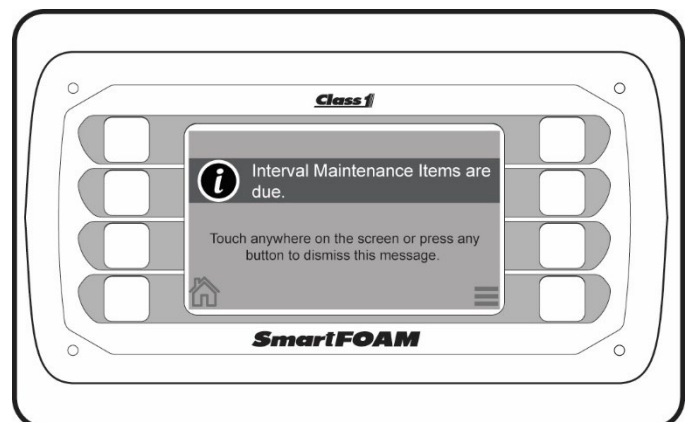 Class 1
Interval Maintenance Items are
due.
Touch anywhere on the screen or press any
button to dismiss this message.
SmartFOAM